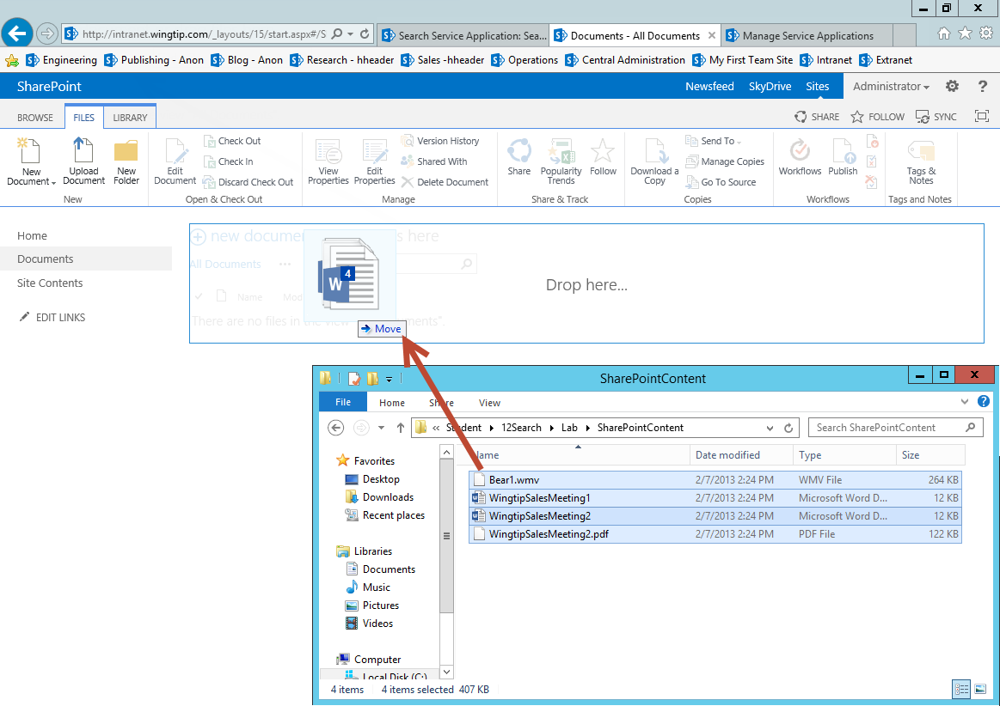 http://intranet.wingtip.com/_layouts/15/start.aspx#/S
Search Service Application: Sea...
Documents - All Documents
Manage Service Applications
Engineering Publishing - Anon Blog - Anon Research - hheader Sales -hheader Operations Central Administration My First Team Site Intranet Extranet
SharePoint
Newsfeed SkyDrive Sites Administrator ?
BROWSE FILES LIBRARY
SHARE FOLLOW SYNC
New Document
Upload Document
New Folder
New
Edit Document
Check Out
Check In
Discard Check Out
Open & Check Out
View Properties
Edit Properties
Version History
Shared With
Delete Document
Manage
Share
Popularity Trends
Follow
Share & Track
Download a Copy
Send To
Manage Copies
Go To Source
Copies
Workflows
Publish
Workflows
Tags & Notes
Tags and Notes
Home
Documents
Site Contents
EDIT LINKS
new docume s here
All Documents ...
Name Mod
There are no files in the view ments".
W 4
Move
Drop here...
SharePointContent
File Home Share View
« Student 12Search Lab SharePointContent
Search SharePointContent
Name Date modified Type Size
Bear1.wmv 2/7/2013 2:24 PM WMV File 264 KB
WingtipSalesMeeting1 2/7/2013 2:24 PM Microsoft Word D... 12 KB
WingtipSalesMeeting2 2/7/2013 2:24 PM Microsoft Word D... 12 KB
WingtipSalesMeeting2.pdf 2/7/2013 2:24 PM PDF File 122 KB
Favorites
Desktop
Downloads
Recent places
Libraries
Documents
Music
Pictures
Videos
Computer
Local Disk (C:)
4 items 4 items selected 407 KB